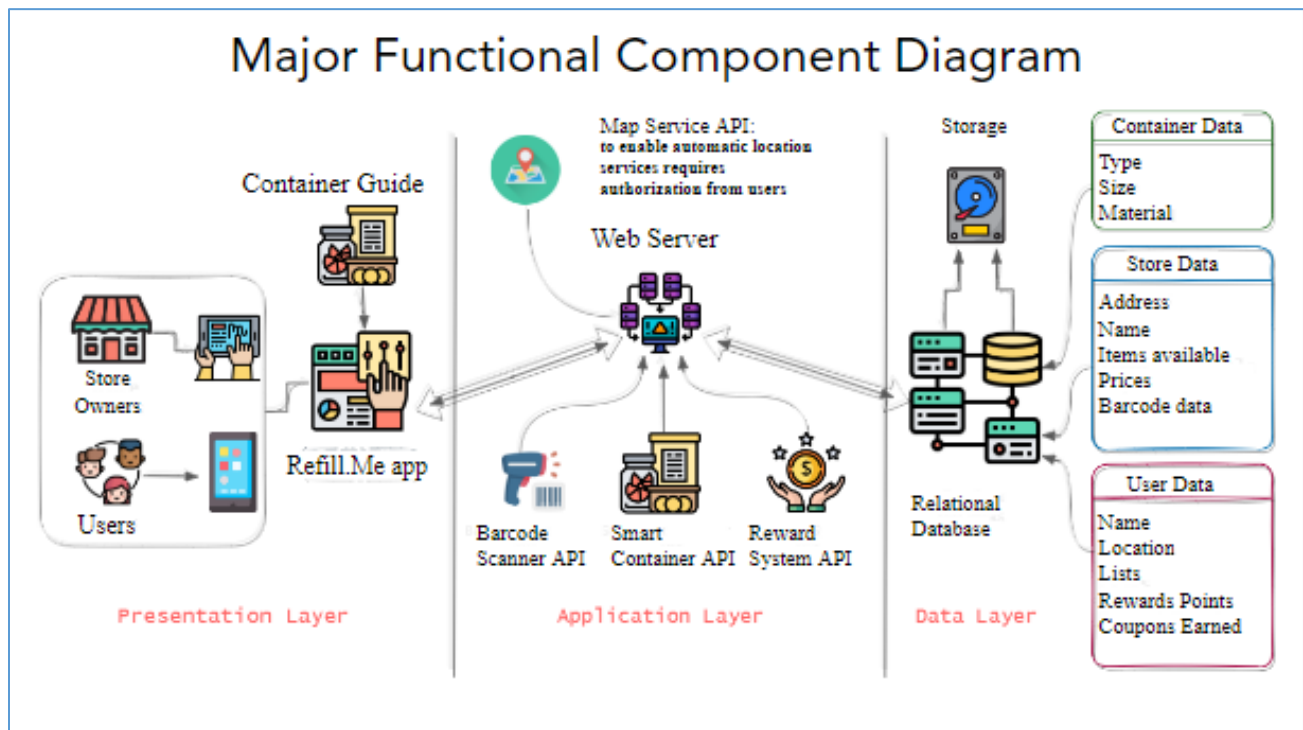 Major Functional Component Diagram
Container Guide
Store
Owners
Users
Refill.Me app
Presentation Layer
Map Service API:
to enable automatic location
services requires
authorization from users
Web Server
Barcode
Scanner API
Smart
Container API
Reward
System API
Application Layer
Storage
Relational
Database
Data Layer
Container Data
Type
Size
Material
Store Data
Address
Name
Items available
Prices
Barcode data
User Data
Name
Location
Lists
Rewards Points
Coupons Earned